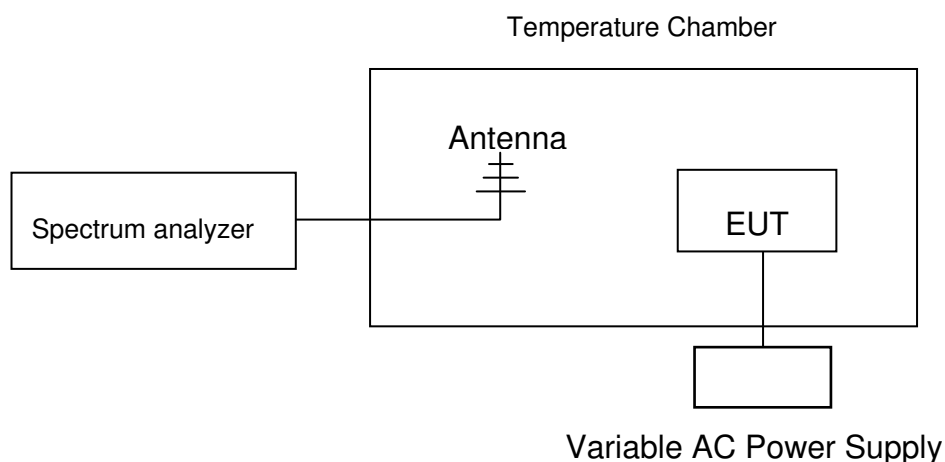 Temperature Chamber
Antenna
Spectrum analyzer
EUT
Variable AC Power Supply